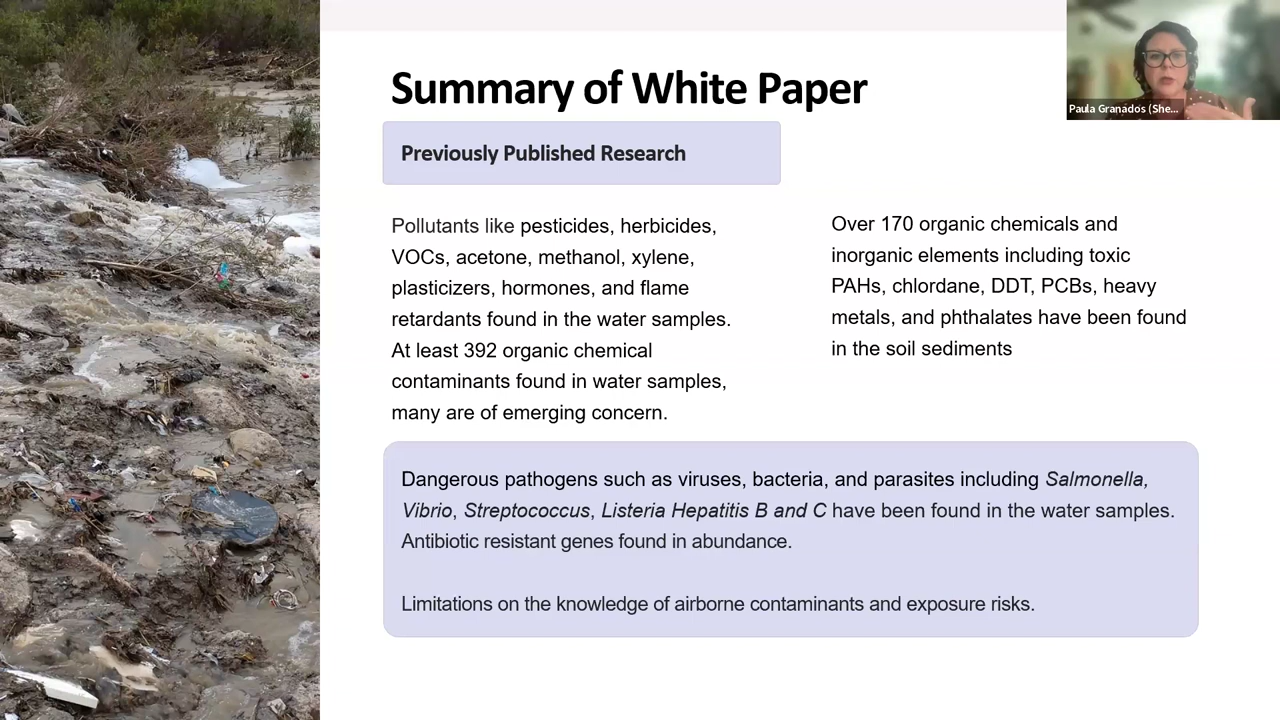 Summary of White Paper
Paula Granados (She...
Previously Published Research
Pollutants like pesticides, herbicides,
VOCs, acetone, methanol, xylene,
plasticizers, hormones, and flame
retardants found in the water samples.
At least 392 organic chemical
contaminants found in water samples,
many are of emerging concern.
Over 170 organic chemicals and
inorganic elements including toxic
PAHs, chlordane, DDT, PCBs, heavy
metals, and phthalates have been found
in the soil sediments
Dangerous pathogens such as viruses, bacteria, and parasites including Salmonella,
Vibrio, Streptococcus, Listeria Hepatitis B and C have been found in the water samples.
Antibiotic resistant genes found in abundance.
Limitations on the knowledge of airborne contaminants and exposure risks.